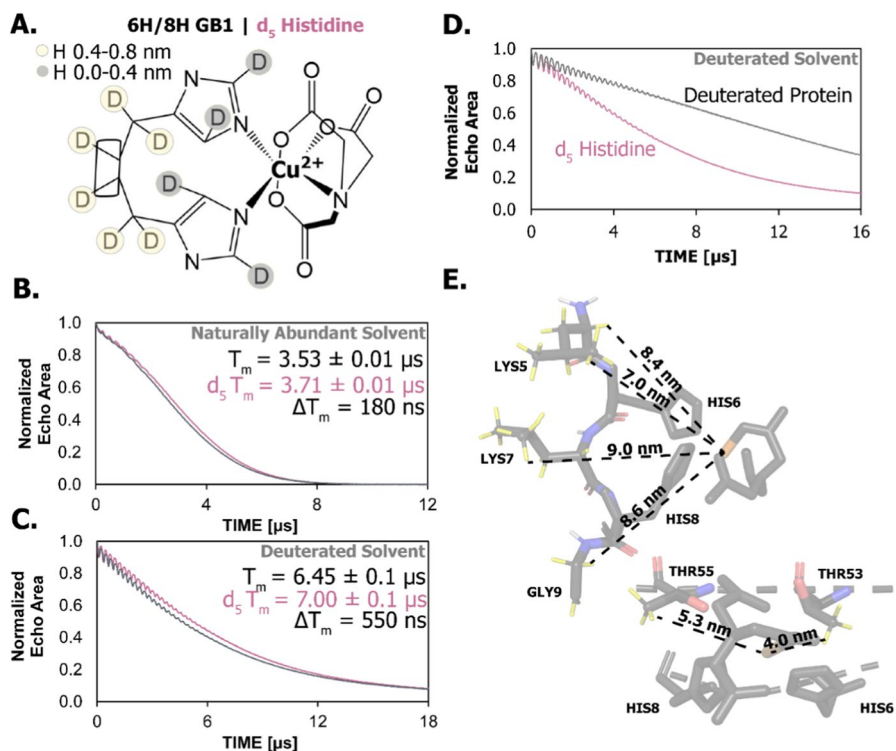 A.
6H/8H GB1 | d₅ Histidine
H 0.4-0.8 nm
H 0.0-0.4 nm
D
D
D
D
D
D
D
D
D
D
N
N
N
N
N
O
O
O
O
O
O
Cu²⁺
B.
Naturally Abundant Solvent
Tₘ = 3.53 ± 0.01 µs
d₅ Tₘ = 3.71 ± 0.01 µs
ΔTₘ = 180 ns
Normalized
Echo Area
1.0
0.8
0.6
0.4
0.2
0.0
0
4
8
12
TIME [µs]
C.
Deuterated Solvent
Tₘ = 6.45 ± 0.1 µs
d₅ Tₘ = 7.00 ± 0.1 µs
ΔTₘ = 550 ns
Normalized
Echo Area
1.0
0.8
0.6
0.4
0.2
0.0
0
6
12
18
TIME [µs]
D.
Deuterated Solvent
Deuterated Protein
d₅ Histidine
Normalized
Echo Area
1.0
0.8
0.6
0.4
0.2
0.0
0
4
8
12
16
TIME [µs]
E.
LYS5
8.4 nm
7.0 nm
HIS6
LYS7
9.0 nm
8.6 nm
HIS8
GLY9
THR55
THR53
5.3 nm
4.0 nm
HIS8
HIS6